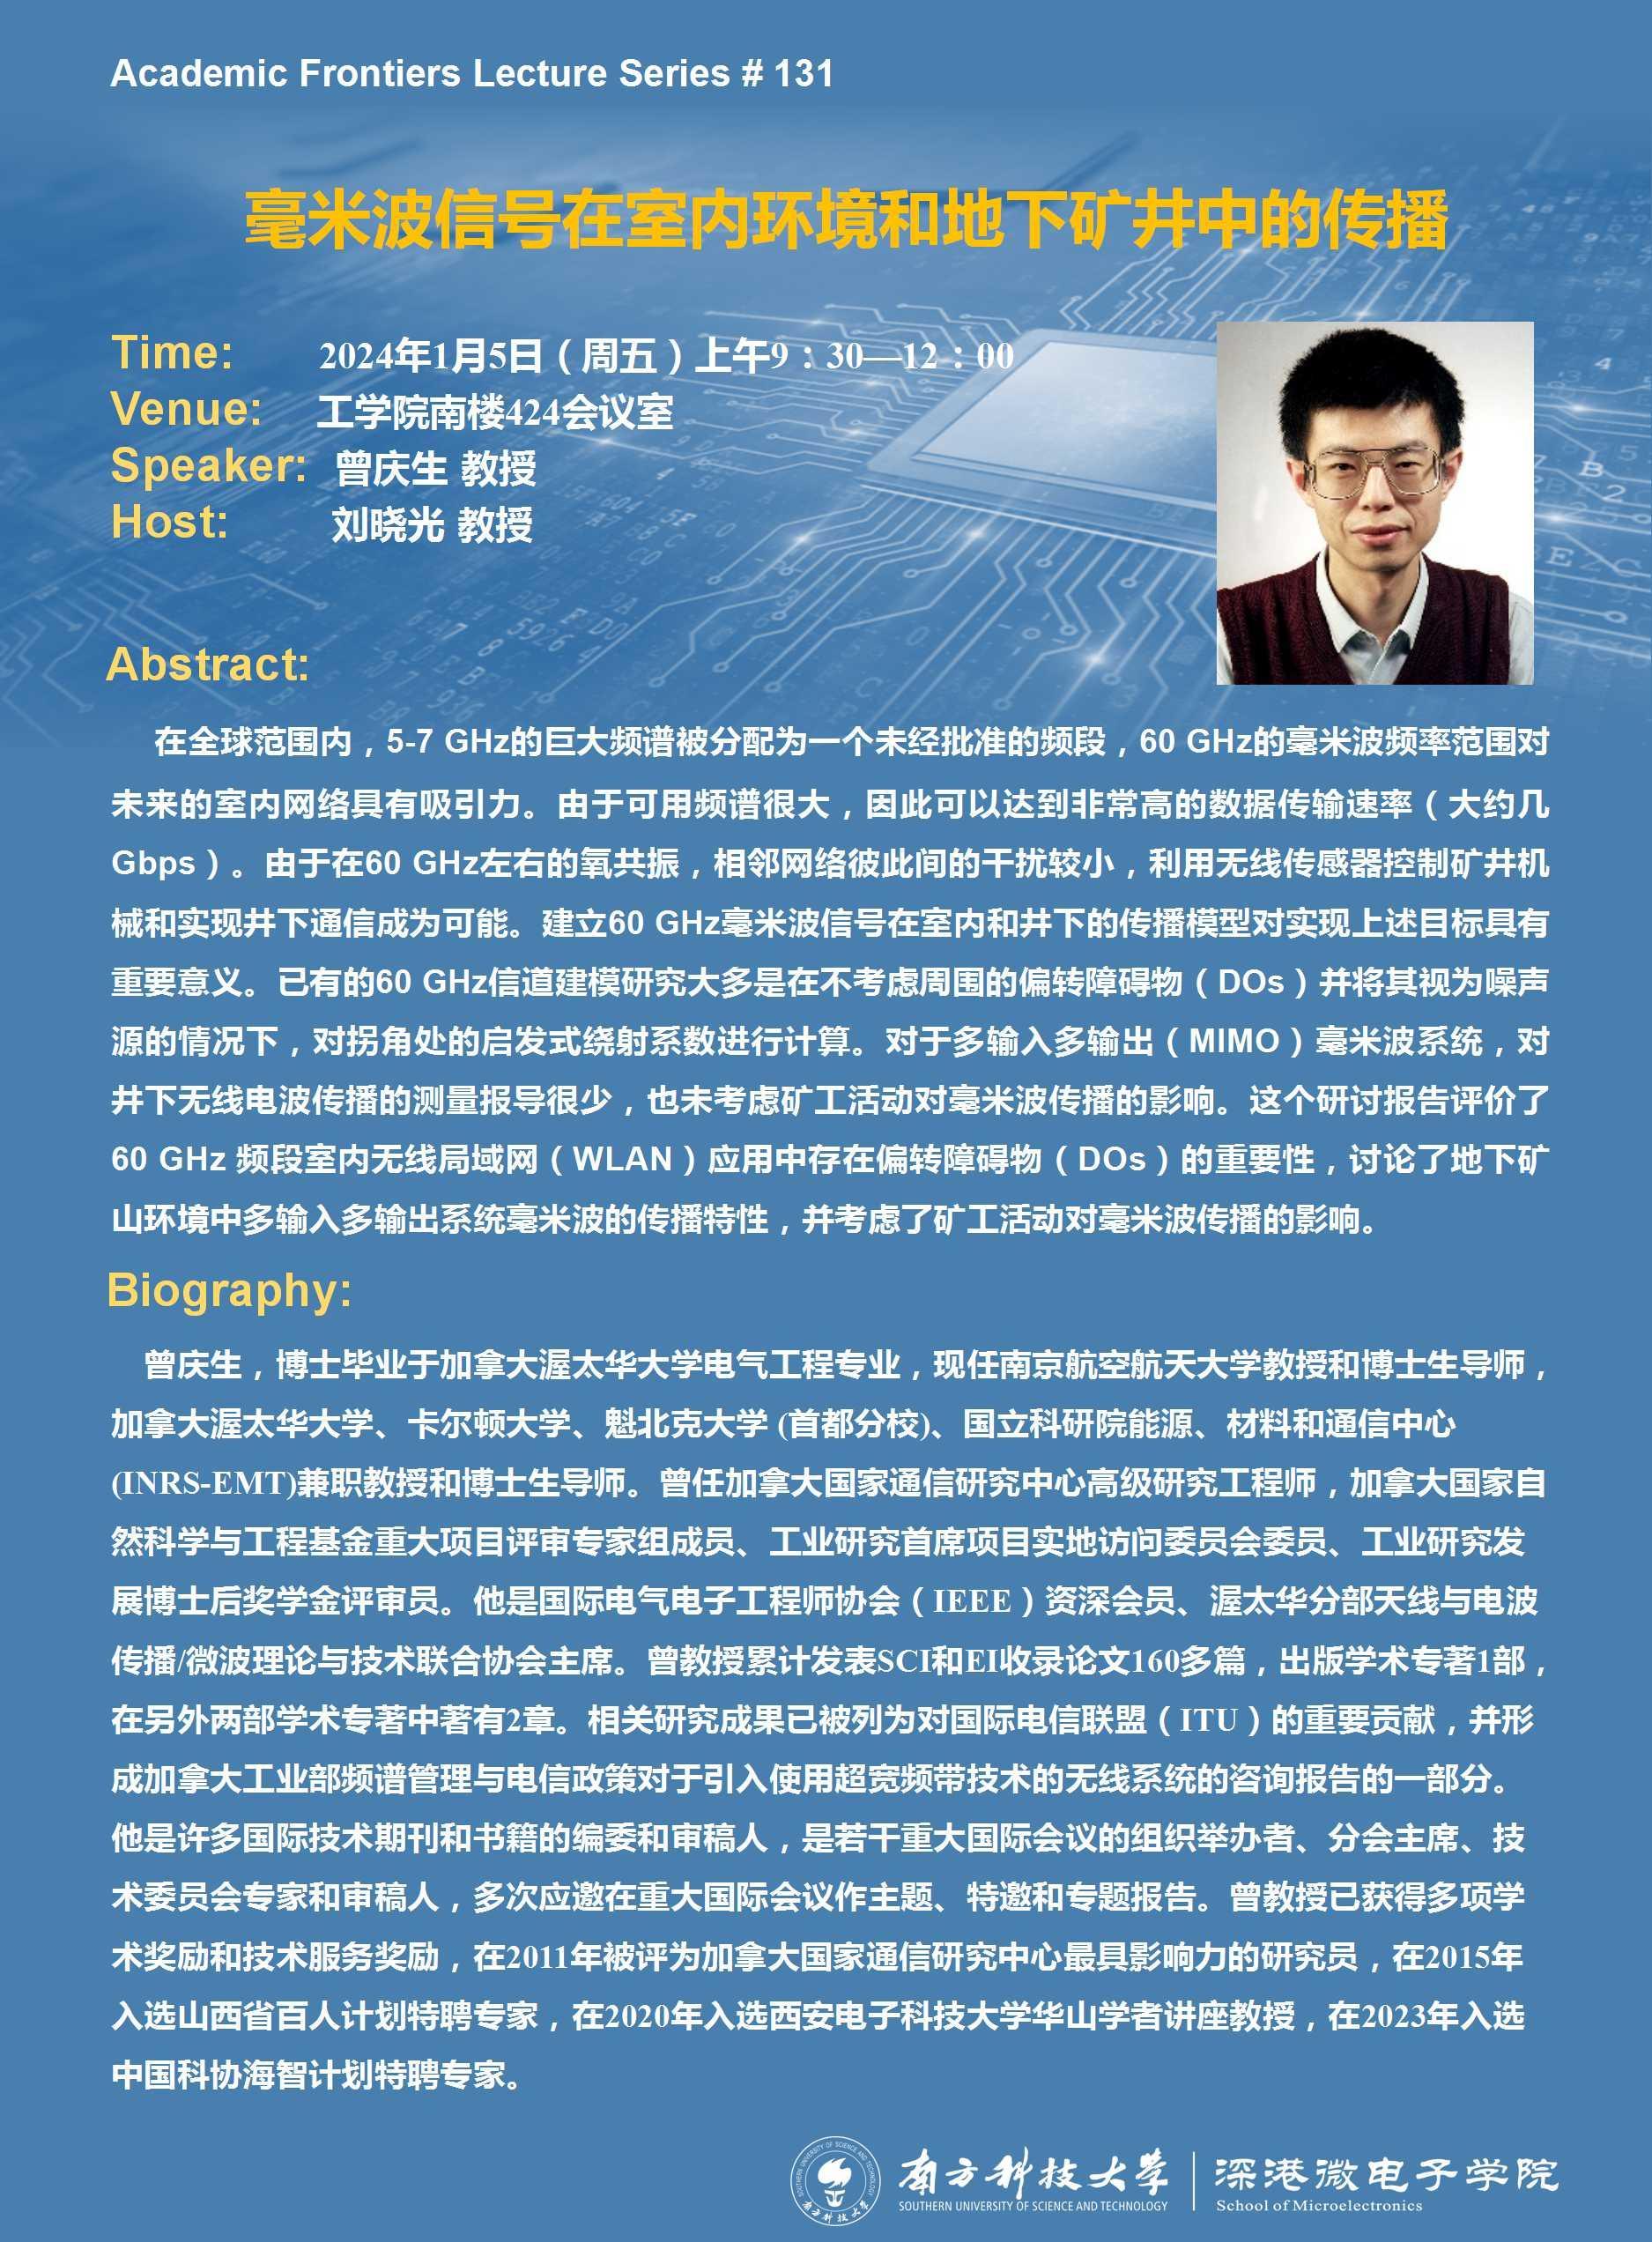 Academic Frontiers Lecture Series # 131
毫米波信号在室内环境和地下矿井中的传播
Time: 2024年1月5日（周五）上午9：30—12：00
Venue: 工学院南楼424会议室
Speaker: 曾庆生 教授
Host: 刘晓光 教授
Abstract:
在全球范围内，5-7 GHz的巨大频谱被分配为一个未经批准的频段，60 GHz的毫米波频率范围对
未来的室内网络具有吸引力。由于可用频谱很大，因此可以达到非常高的数据传输速率（大约几
Gbps）。由于在60 GHz左右的氧共振，相邻网络彼此间的干扰较小，利用无线传感器控制矿井机
械和实现井下通信成为可能。建立60 GHz毫米波信号在室内和井下的传播模型对实现上述目标具有
重要意义。已有的60 GHz信道建模研究大多是在不考虑周围的偏转障碍物（DOs）并将其视为噪声
源的情况下，对拐角处的启发式绕射系数进行计算。对于多输入多输出（MIMO）毫米波系统，对
井下无线电波传播的测量报导很少，也未考虑矿工活动对毫米波传播的影响。这个研讨报告评价了
60 GHz 频段室内无线局域网（WLAN）应用中存在偏转障碍物（DOs）的重要性，讨论了地下矿
山环境中多输入多输出系统毫米波的传播特性，并考虑了矿工活动对毫米波传播的影响。
Biography:
曾庆生，博士毕业于加拿大渥太华大学电气工程专业，现任南京航空航天大学教授和博士生导师，
加拿大渥太华大学、卡尔顿大学、魁北克大学 (首都分校)、国立科研院能源、材料和通信中心
(INRS-EMT)兼职教授和博士生导师。曾任加拿大国家通信研究中心高级研究工程师，加拿大国家自
然科学与工程基金重大项目评审专家组成员、工业研究首席项目实地访问委员会委员、工业研究发
展博士后奖学金评审员。他是国际电气电子工程师协会（IEEE）资深会员、渥太华分部天线与电波
传播/微波理论与技术联合协会主席。曾教授累计发表SCI和EI收录论文160多篇，出版学术专著1部，
在另外两部学术专著中著有2章。相关研究成果已被列为对国际电信联盟（ITU）的重要贡献，并形
成加拿大工业部频谱管理与电信政策对于引入使用超宽频带技术的无线系统的咨询报告的一部分。
他是许多国际技术期刊和书籍的编委和审稿人，是若干重大国际会议的组织举办者、分会主席、技
术委员会专家和审稿人，多次应邀在重大国际会议作主题、特邀和专题报告。曾教授已获得多项学
术奖励和技术服务奖励，在2011年被评为加拿大国家通信研究中心最具影响力的研究员，在2015年
入选山西省百人计划特聘专家，在2020年入选西安电子科技大学华山学者讲座教授，在2023年入选
中国科协海智计划特聘专家。
南方科技大学
SOUTHERN UNIVERSITY OF SCIENCE AND TECHNOLOGY
深港微电子学院
School of Microelectronics